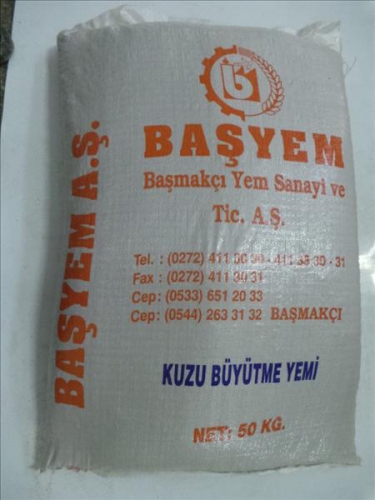 BAŞYEM
Başmakçı Yem Sanayi ve
Tic. A.Ş.
Tel. : (0272) 411 30 30 - 411 33 30 - 31
Fax : (0272) 411 30 31
Cep: (0533) 651 20 33
Cep: (0544) 263 31 32 BAŞMAKÇI
KUZU BÜYÜTME YEMİ
NET: 50 KG.
BAŞYEM A.Ş.